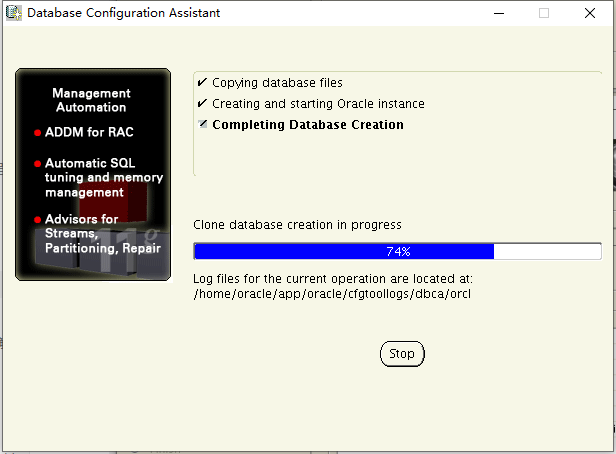 Database Configuration Assistant
Management
Automation
ADDM for RAC
Automatic SQL
tuning and memory
management
Advisors for
Streams,
Partitioning, Repair
11g
Copying database files
Creating and starting Oracle instance
Completing Database Creation
Clone database creation in progress
74%
Log files for the current operation are located at:
/home/oracle/app/oracle/cfgtoollogs/dbca/orcl
Stop